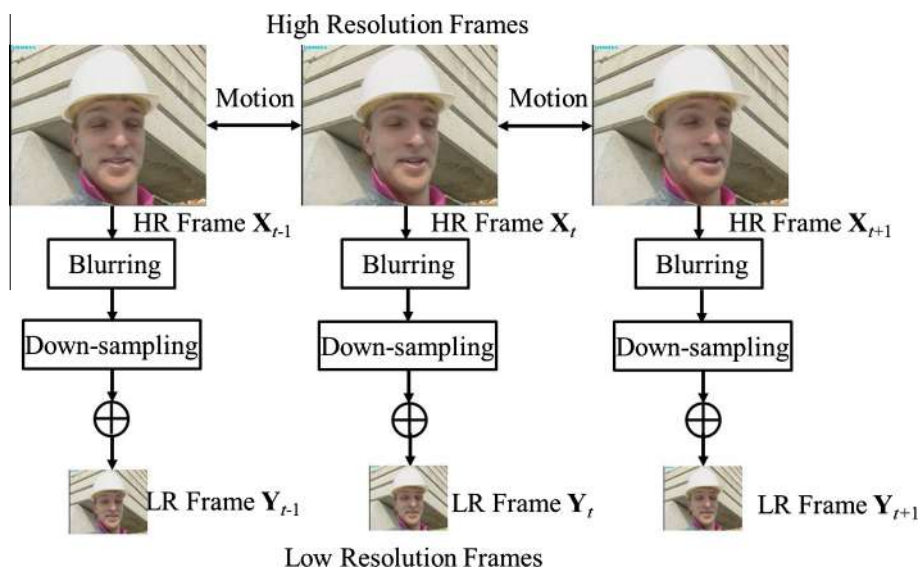 High Resolution Frames
Motion
Motion
HR Frame X_{t-1}
HR Frame X_t
HR Frame X_{t+1}
Blurring
Blurring
Blurring
Down-sampling
Down-sampling
Down-sampling
LR Frame Y_{t-1}
LR Frame Y_t
LR Frame Y_{t+1}
Low Resolution Frames